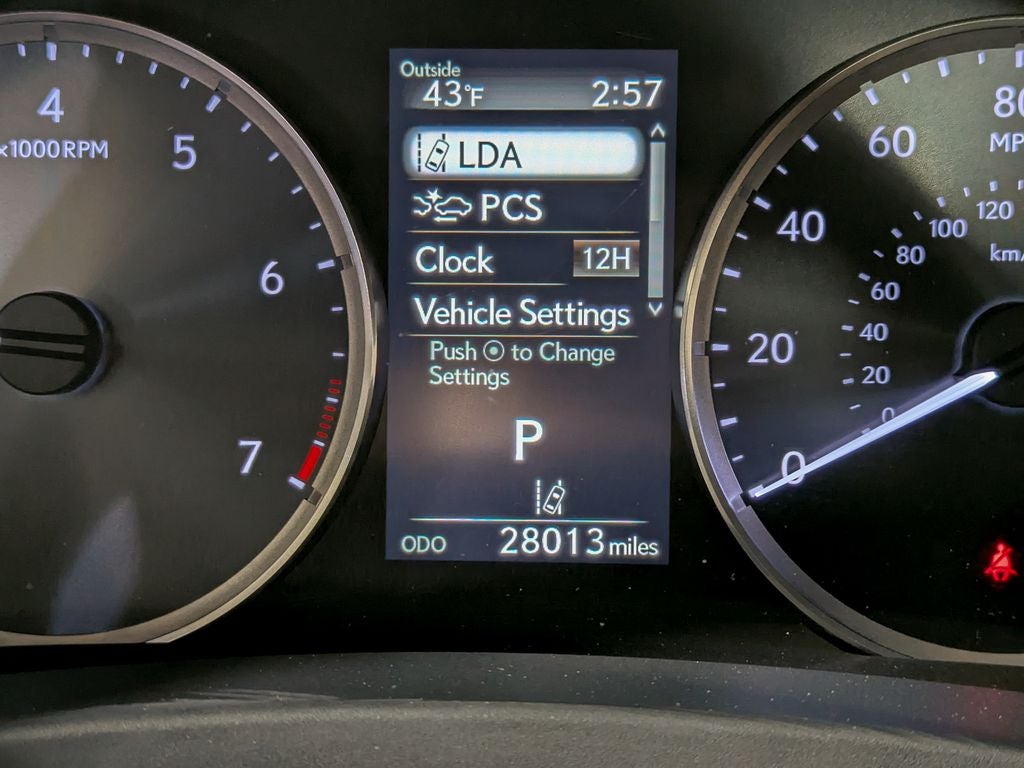 4
×1000RPM
5
6
7
Outside
43°F 2:57
LDA
PCS
Clock 12H
Vehicle Settings
Push to Change
Settings
P
ODO 28013 miles
80
MP
60
40
20
0
120
km/
100
80
60
40
20
0